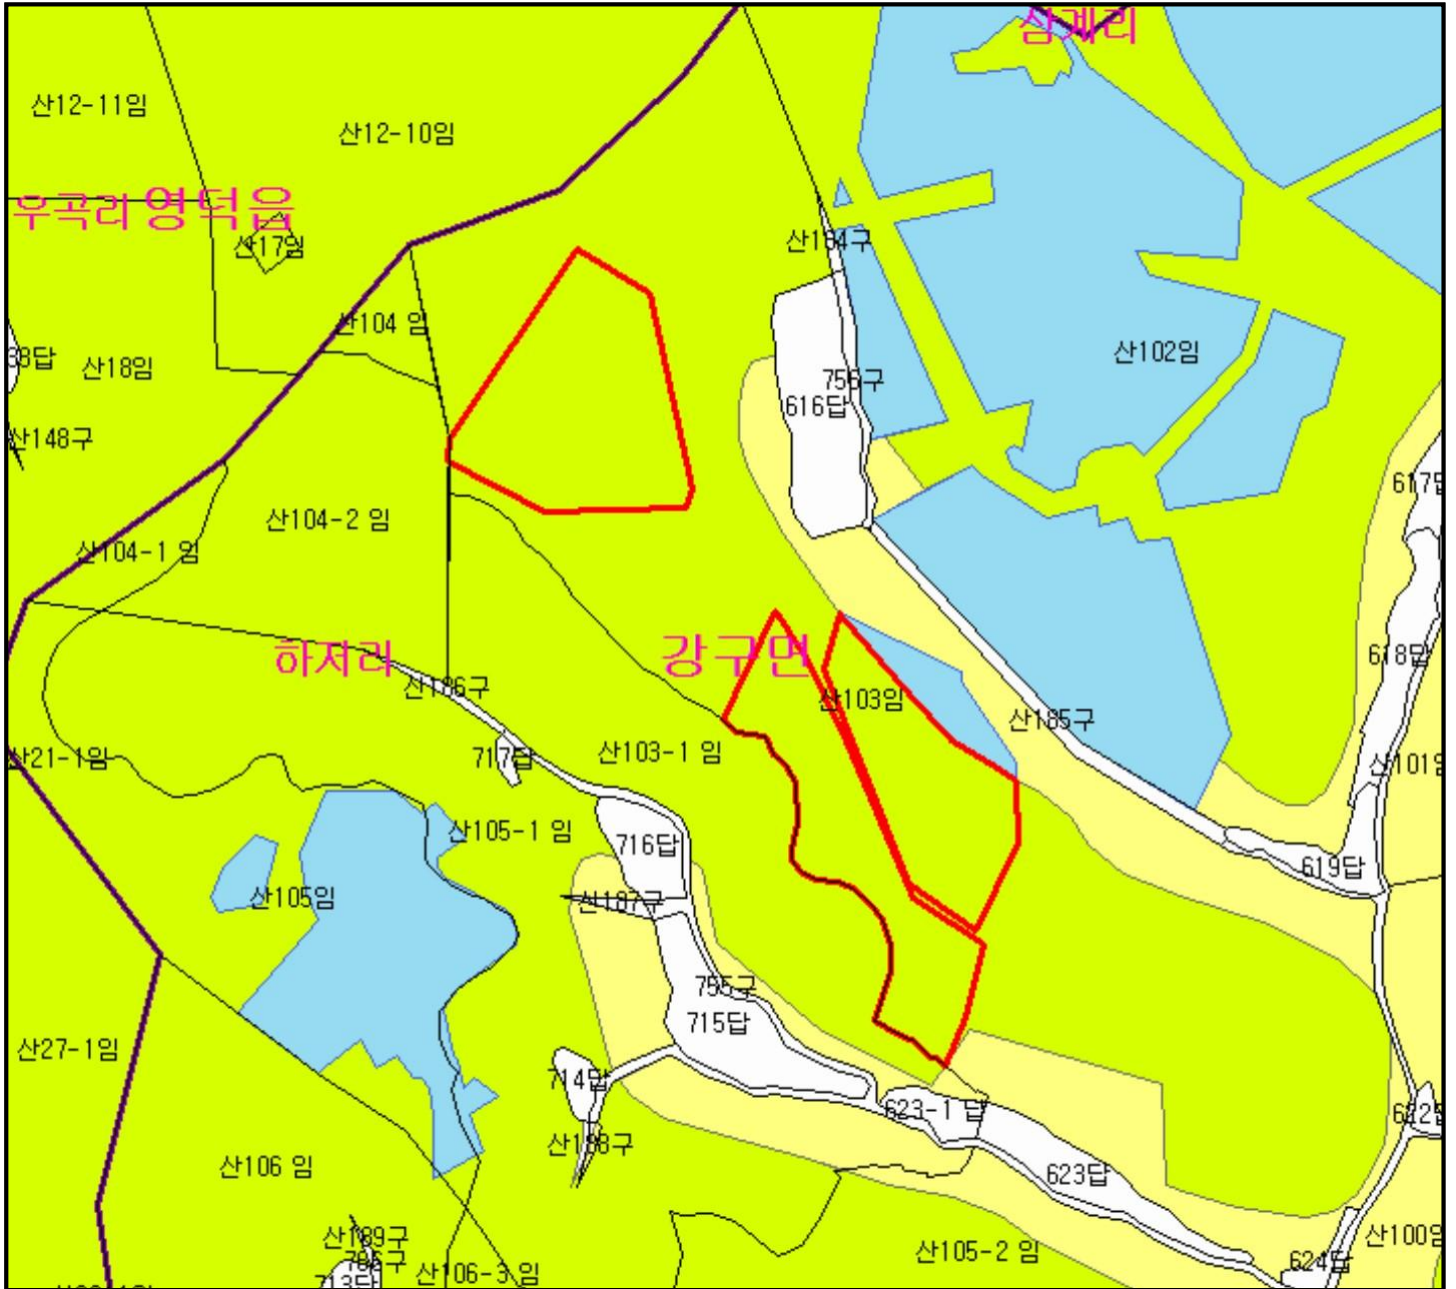 삼계리
산12-11임
산12-10임
우곡리 영덕읍
산17임
산184구
산104 임
산18임
산102임
756구
616답
산148구
617답
산104-2 임
산104-1 임
하저리
강구면
618답
산186구
산103임
산185구
산21-1임
717답
산103-1 임
산101임
산105-1 임
716답
619답
산105임
산187구
755구
715답
산27-1임
714답
623-1 답
622답
산188구
산106 임
623답
산189구
786구
713답
산106-3 임
산105-2 임
624답
산100임